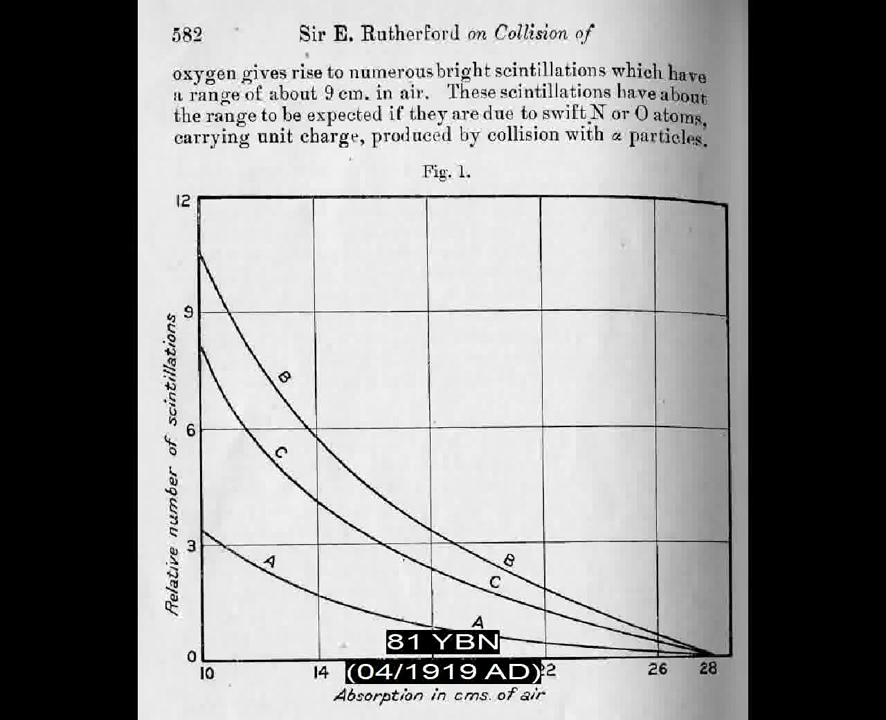 582 Sir E. Rutherford on Collision of
oxygen gives rise to numerous bright scintillations which have
a range of about 9 cm. in air. These scintillations have about
the range to be expected if they are due to swift N or O atoms,
carrying unit charge, produced by collision with α particles.
Fig. 1.
12
9
6
3
0
Relative number of scintillations
B
C
A
B
C
A
81 YBN
(04/1919 AD)
10 14 22 26 28
Absorption in cms. of air